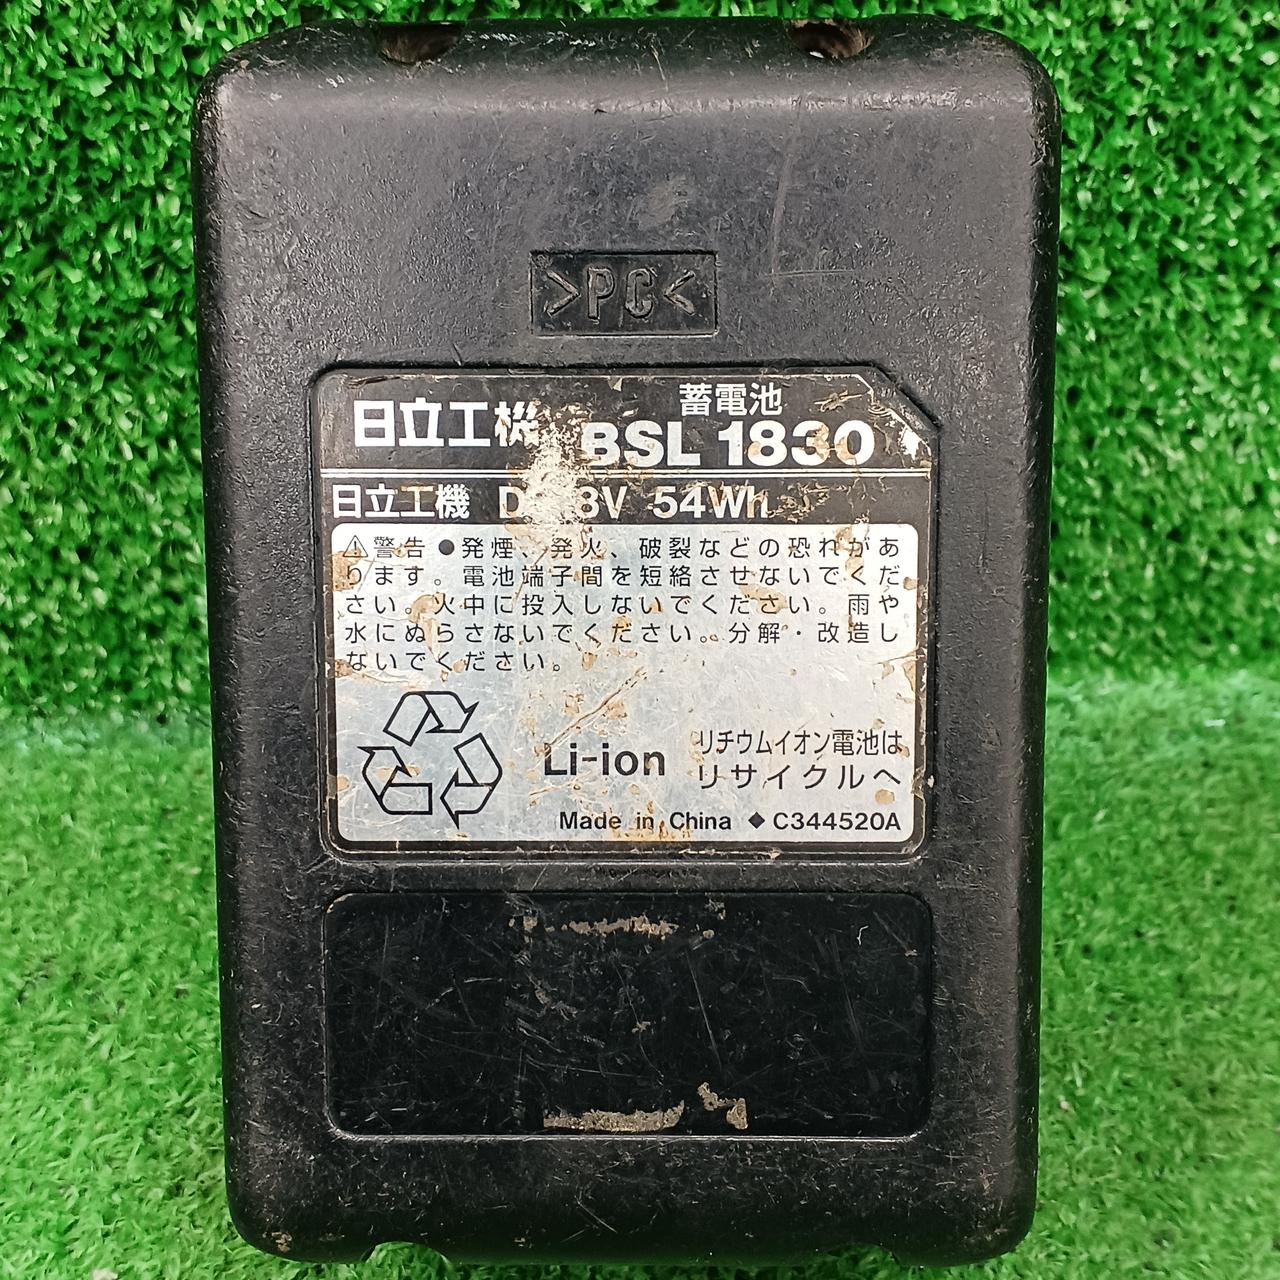 >PC<
蓄電池
日立工機 BSL 1830
日立工機 54Wh
⚠警告 ●発煙、発火、破裂などの恐れがあ
ります。電池端子間を短絡させないでくだ
さい。火中に投入しないでください。雨や
水にぬらさないでください。分解・改造し
ないでください。
Li-ion
リチウムイオン電池は
リサイクルへ
Made in China ◆ C344520A